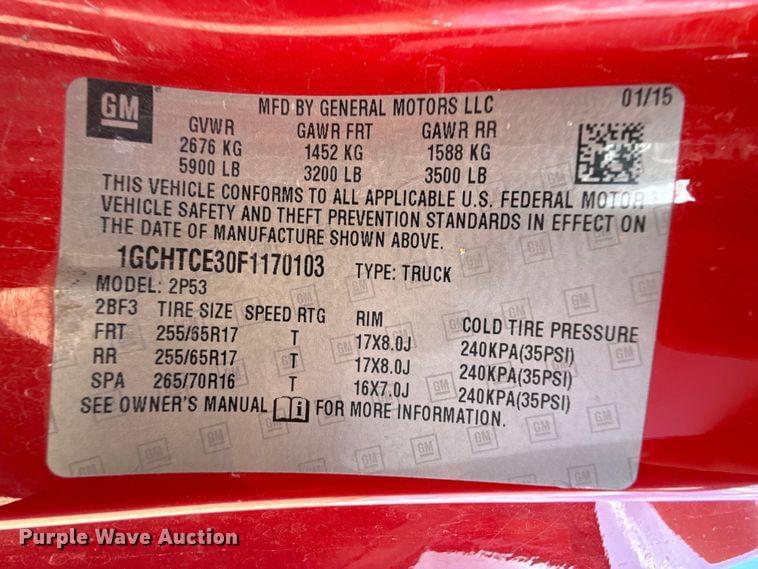 GM
MFD BY GENERAL MOTORS LLC 01/15
GVWR GAWR FRT GAWR RR
2676 KG 1452 KG 1588 KG
5900 LB 3200 LB 3500 LB
THIS VEHICLE CONFORMS TO ALL APPLICABLE U.S. FEDERAL MOTOR
VEHICLE SAFETY AND THEFT PREVENTION STANDARDS IN EFFECT ON
THE DATE OF MANUFACTURE SHOWN ABOVE.
1GCHTCE30F1170103 TYPE: TRUCK
MODEL: 2P53
2BF3 TIRE SIZE SPEED RTG RIM COLD TIRE PRESSURE
FRT 255/65R17 T 17X8.0J 240KPA(35PSI)
RR 255/65R17 T 17X8.0J 240KPA(35PSI)
SPA 265/70R16 T 16X7.0J 240KPA(35PSI)
SEE OWNER'S MANUAL i FOR MORE INFORMATION.
Purple Wave Auction